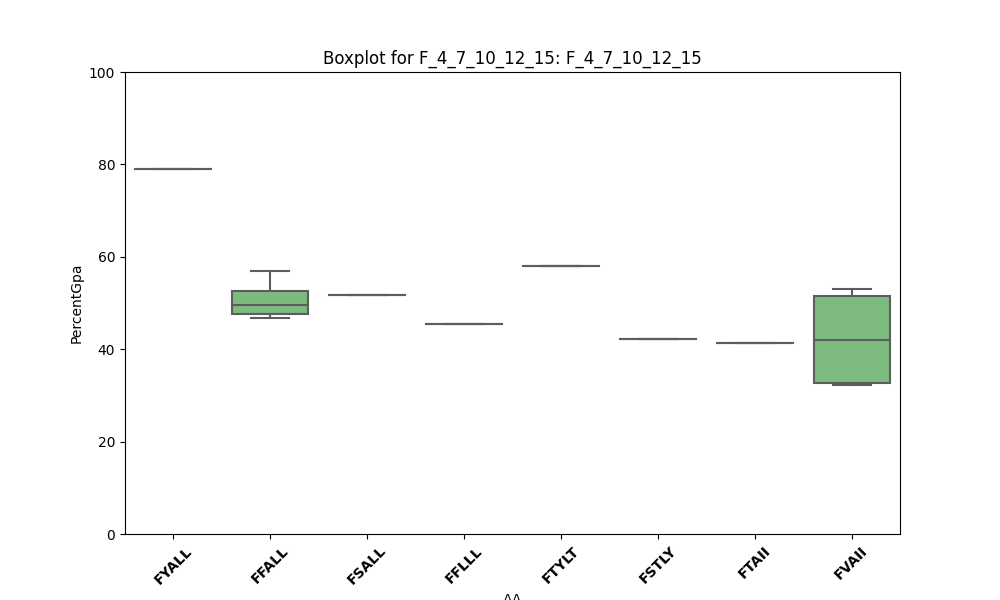 Boxplot for F_4_7_10_12_15: F_4_7_10_12_15
100
80
60
40
20
0
PercentGpa
FYALL FFALL FSALL FFLLL FTYLT FSTLY FTAII FVAII
AA